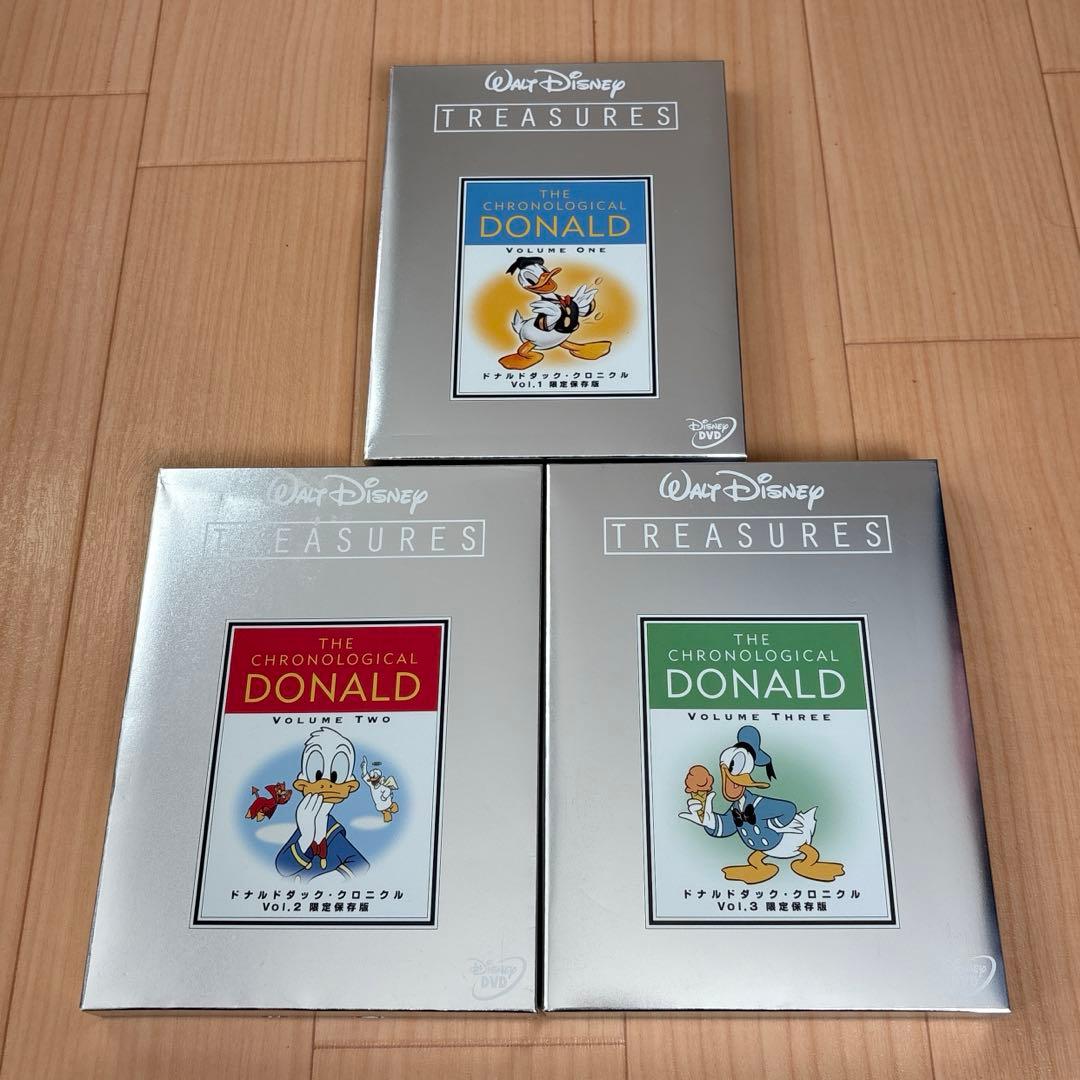 WALT DISNEY
TREASURES
THE
CHRONOLOGICAL
DONALD
VOLUME ONE
ドナルドダック・クロニクル
Vol.1 限定保存版
DISNEY
DVD
WALT DISNEY
TREASURES
THE
CHRONOLOGICAL
DONALD
VOLUME TWO
ドナルドダック・クロニクル
Vol.2 限定保存版
DISNEY
DVD
WALT DISNEY
TREASURES
THE
CHRONOLOGICAL
DONALD
VOLUME THREE
ドナルドダック・クロニクル
Vol.3 限定保存版